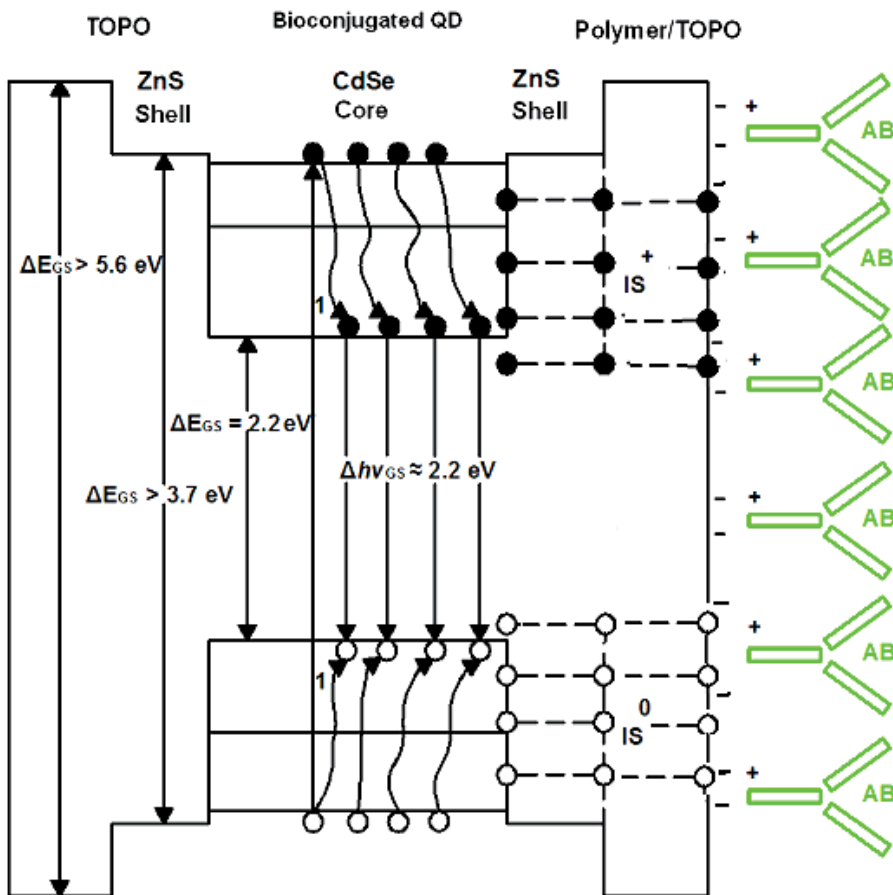 TOPO
Bioconjugated QD
Polymer/TOPO
ZnS
Shell
CdSe
Core
ZnS
Shell
+
AB
+
AB
ΔEGS > 5.6 eV
+
IS
1
+
AB
ΔEGS = 2.2 eV
ΔhνGS ≈ 2.2 eV
ΔEGS > 3.7 eV
+
AB
+
AB
1
0
IS
+
AB